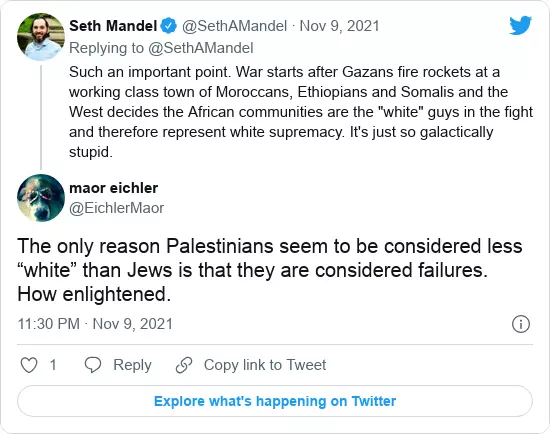 Seth Mandel @SethAMandel · Nov 9, 2021
Replying to @SethAMandel
Such an important point. War starts after Gazans fire rockets at a
working class town of Moroccans, Ethiopians and Somalis and the
West decides the African communities are the "white" guys in the fight
and therefore represent white supremacy. It's just so galactically
stupid.
maor eichler
@EichlerMaor
The only reason Palestinians seem to be considered less
“white” than Jews is that they are considered failures.
How enlightened.
11:30 PM · Nov 9, 2021
1 Reply Copy link to Tweet
Explore what's happening on Twitter